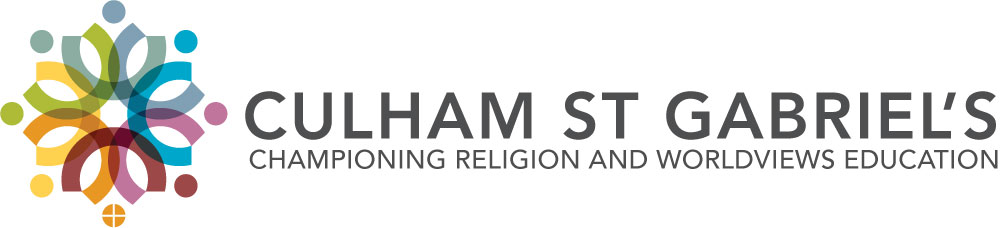 CULHAM ST GABRIEL'S
CHAMPIONING RELIGION AND WORLDVIEWS EDUCATION